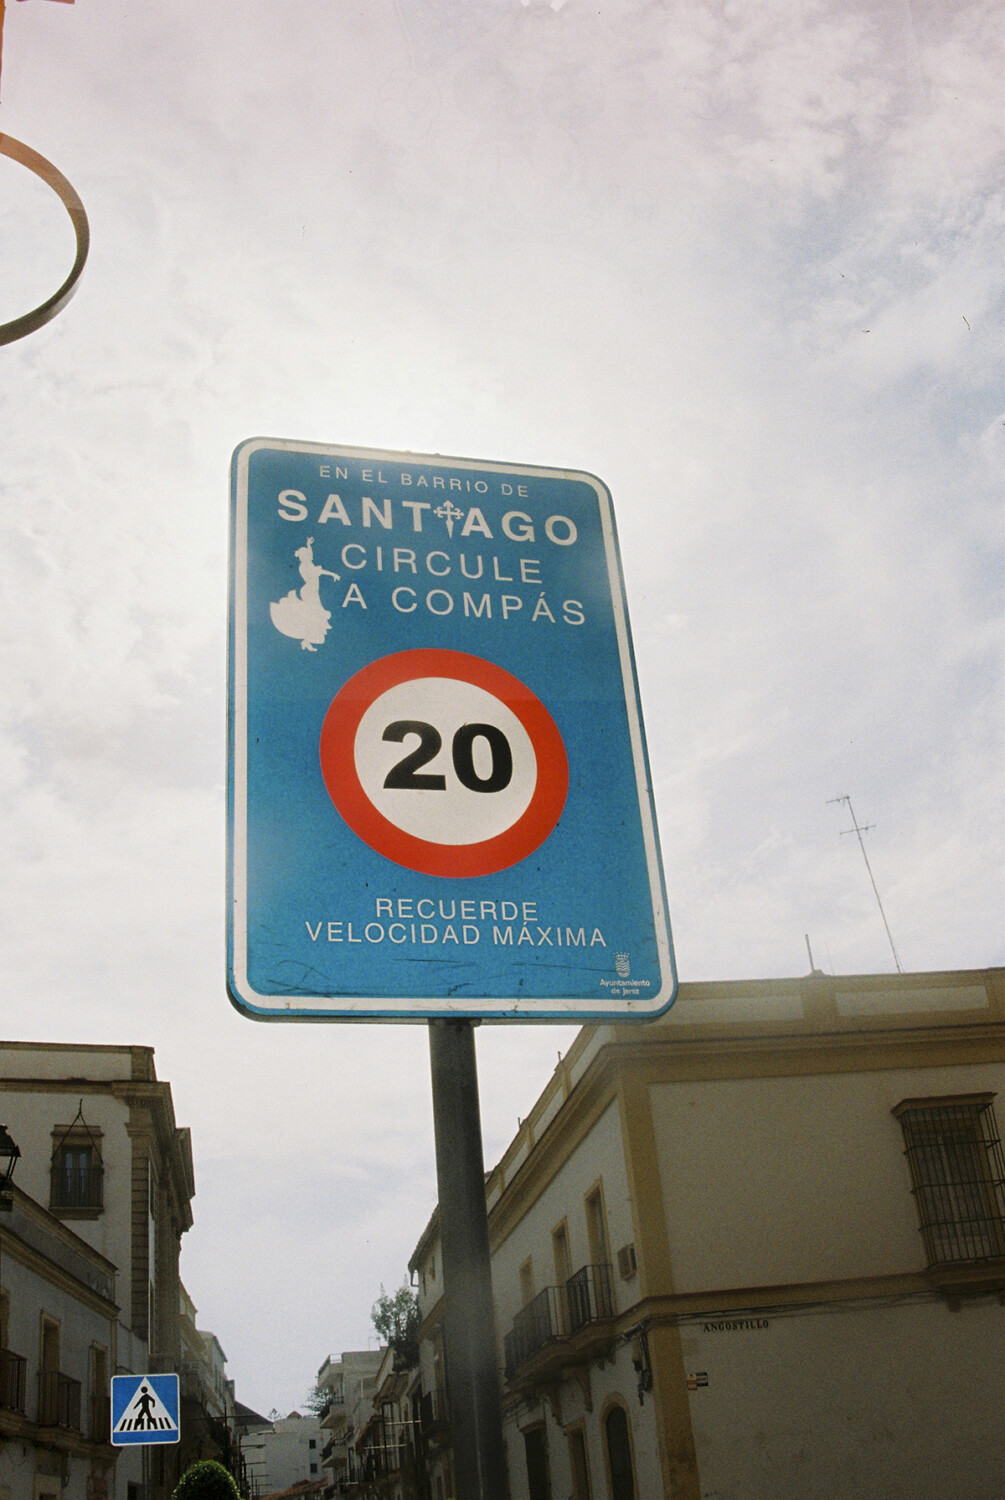 EN EL BARRIO DE
SANTIAGO
CIRCULE
A COMPÁS
20
RECUERDE
VELOCIDAD MÁXIMA
Ayuntamiento
de Jerez
ANGOSTILLO